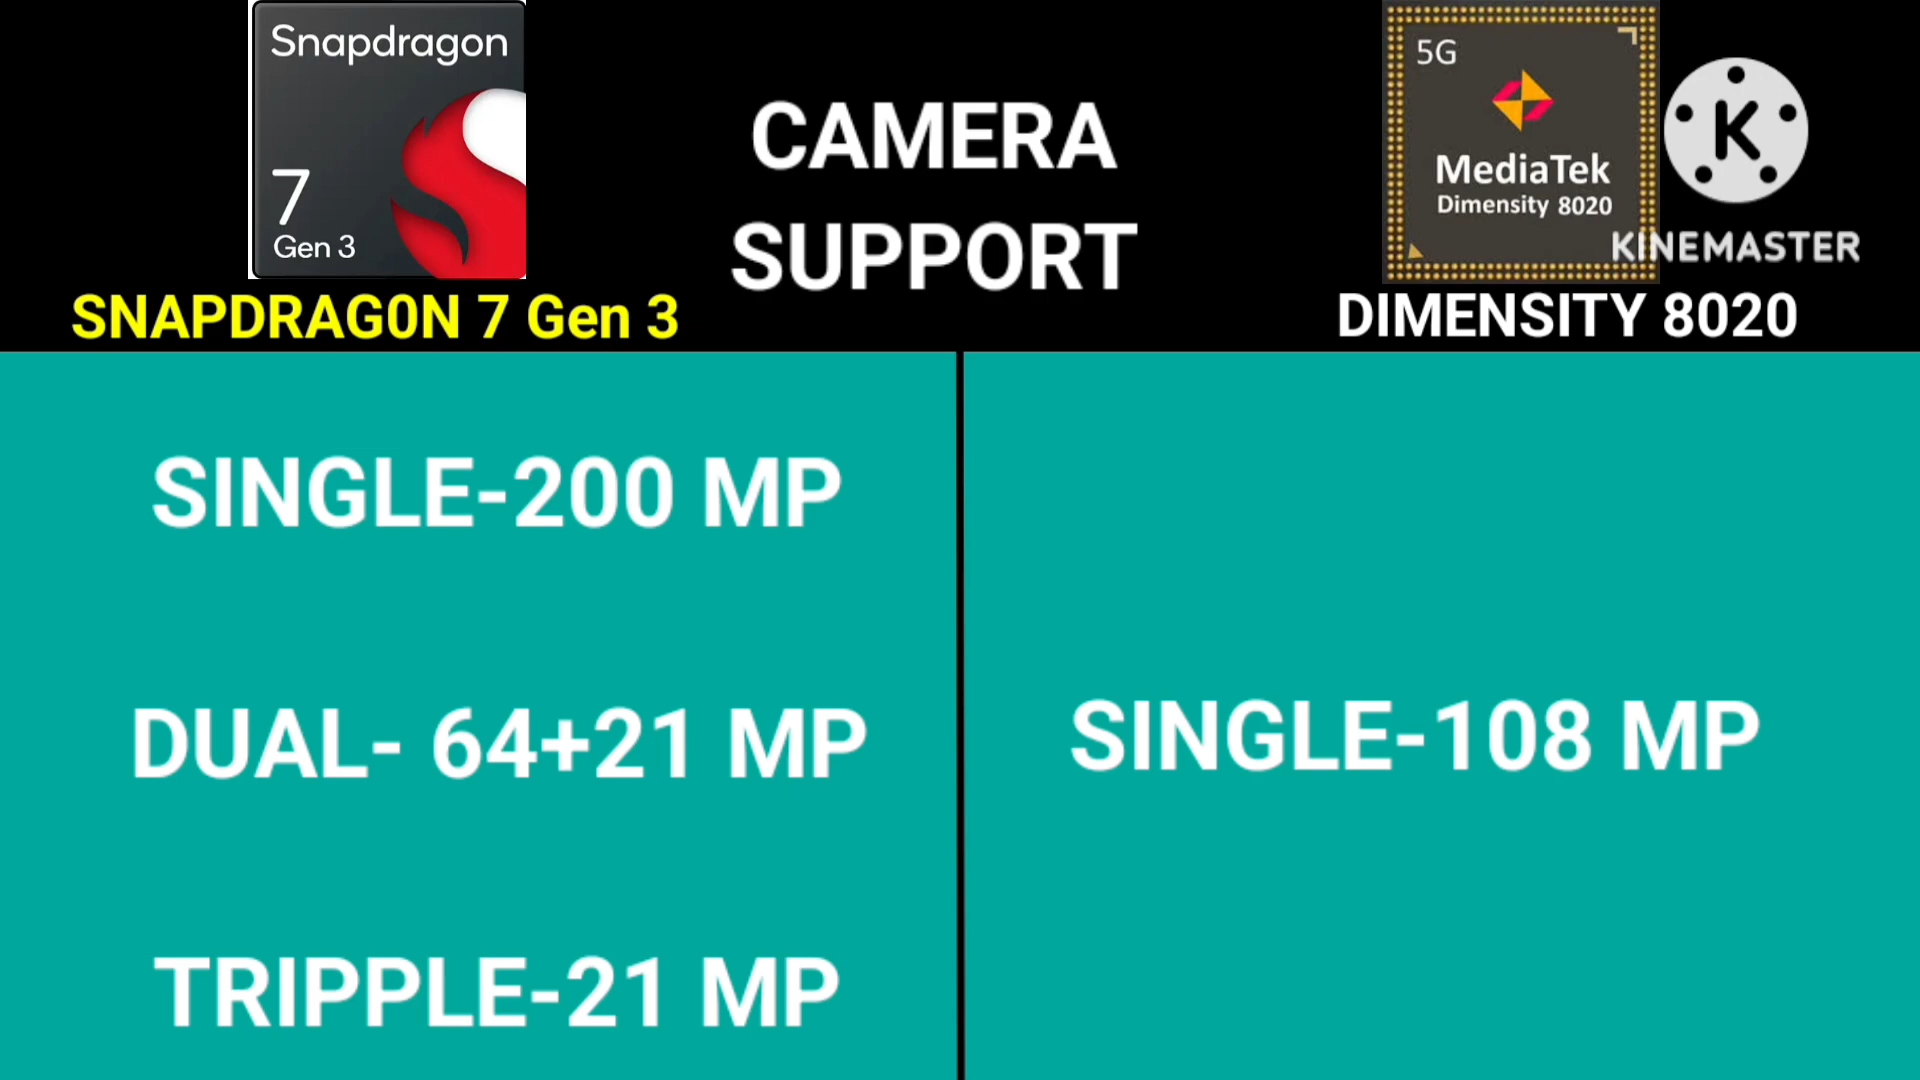 Snapdragon
7
Gen 3
SNAPDRAG0N 7 Gen 3
CAMERA
SUPPORT
5G
MediaTek
Dimensity 8020
K
KINEMASTER
DIMENSITY 8020
SINGLE-200 MP
DUAL- 64+21 MP
TRIPPLE-21 MP
SINGLE-108 MP